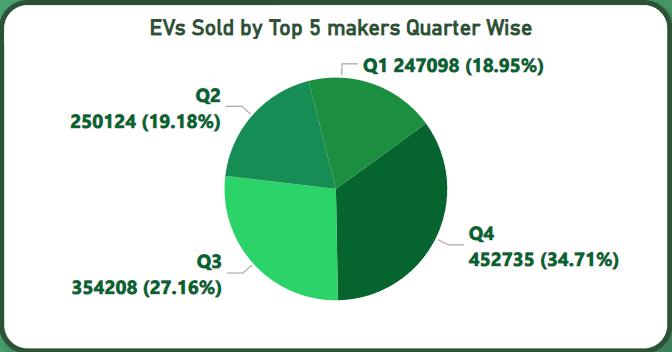 EVs Sold by Top 5 makers Quarter Wise
Q1 247098 (18.95%)
Q2
250124 (19.18%)
Q4
452735 (34.71%)
Q3
354208 (27.16%)